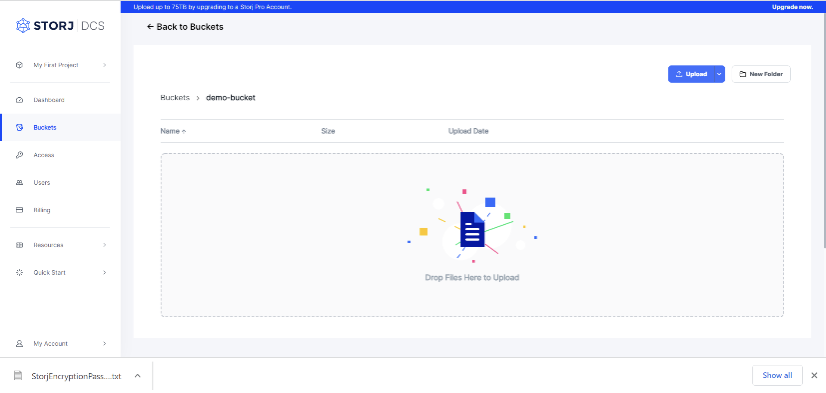 Upload up to 75TB by upgrading to a Storj Pro Account. Upgrade now.
STORJ DCS
← Back to Buckets
My First Project
Upload
New Folder
Dashboard
Buckets > demo-bucket
Buckets
Name Size Upload Date
Access
Users
Billing
Resources
Quick Start
Drop Files Here to Upload
My Account
StorjEncryptionPass....txt
Show all